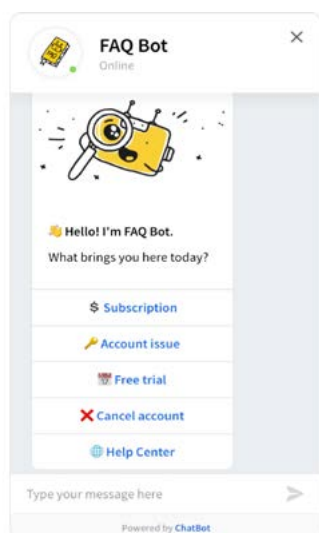 FAQ Bot
Online
👋 Hello! I'm FAQ Bot.
What brings you here today?
$ Subscription
🔑 Account issue
📅 Free trial
❌ Cancel account
🌐 Help Center
Type your message here
Powered by ChatBot